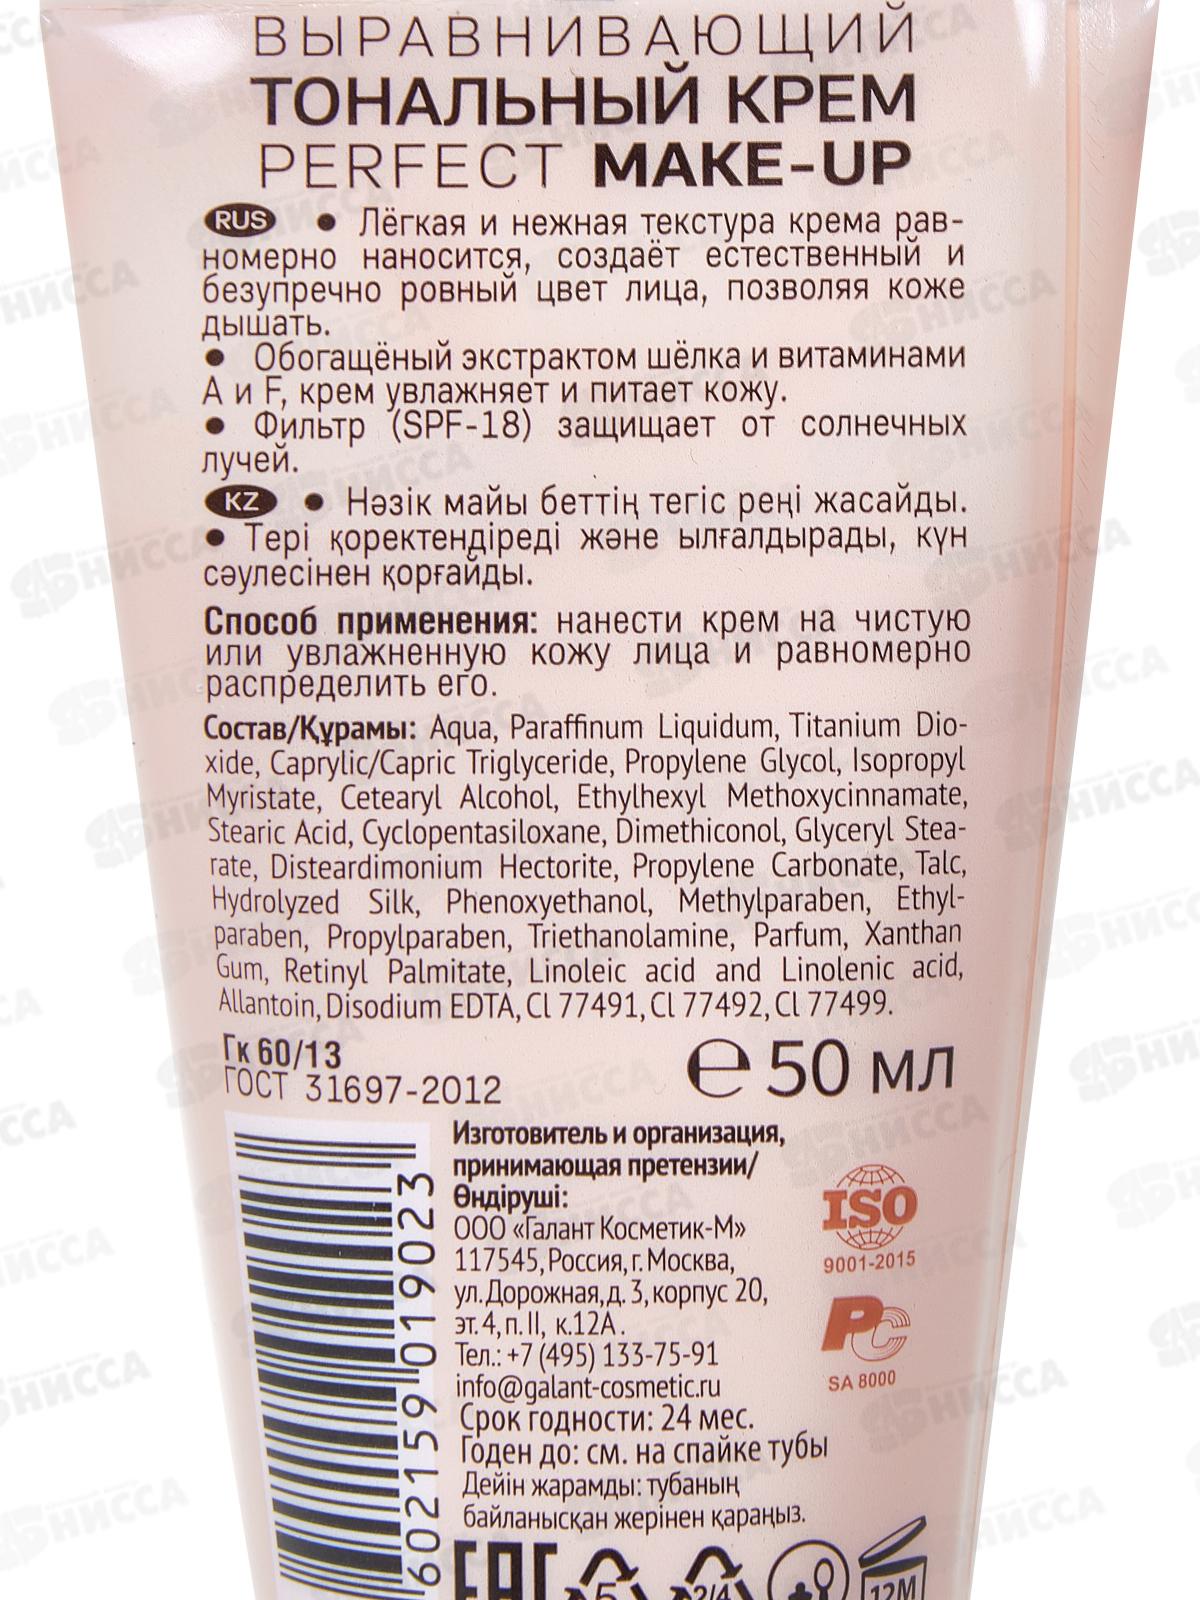 ВЫРАВНИВАЮЩИЙ
ТОНАЛЬНЫЙ КРЕМ
PERFECT MAKE-UP
RUS ● Лёгкая и нежная текстура крема рав-
номерно наносится, создаёт естественный и
безупречно ровный цвет лица, позволяя коже
дышать.
● Обогащёный экстрактом шёлка и витаминами
А и F, крем увлажняет и питает кожу.
● Фильтр (SPF-18) защищает от солнечных
лучей.
KZ ● Нәзік майы беттің тегіс реңі жасайды.
● Тері қоректендіреді және ылғалдырады, күн
сәулесінен қорғайды.
Способ применения: нанести крем на чистую
или увлажненную кожу лица и равномерно
распределить его.
Состав/Құрамы: Aqua, Paraffinum Liquidum, Titanium Dio-
xide, Caprylic/Capric Triglyceride, Propylene Glycol, Isopropyl
Myristate, Cetearyl Alcohol, Ethylhexyl Methoxycinnamate,
Stearic Acid, Cyclopentasiloxane, Dimethiconol, Glyceryl Stea-
rate, Disteardimonium Hectorite, Propylene Carbonate, Talc,
Hydrolyzed Silk, Phenoxyethanol, Methylparaben, Ethyl-
paraben, Propylparaben, Triethanolamine, Parfum, Xanthan
Gum, Retinyl Palmitate, Linoleic acid and Linolenic acid,
Allantoin, Disodium EDTA, Cl 77491, Cl 77492, Cl 77499.
Гк 60/13
ГОСТ 31697-2012
℮ 50 мл
4602159019023
Изготовитель и организация,
принимающая претензии/
Өндіруші:
ООО «Галант Косметик-М»
117545, Россия, г. Москва,
ул. Дорожная, д. 3, корпус 20,
эт. 4, п. II, к.12А.
Тел.: +7 (495) 133-75-91
info@galant-cosmetic.ru
Срок годности: 24 мес.
Годен до: см. на спайке тубы
Дейін жарамды: тубаның
байланысқан жерінен қараңыз.
ISO
9001-2015
РС
SA 8000
EAC
5
2/4
12M
НИССА